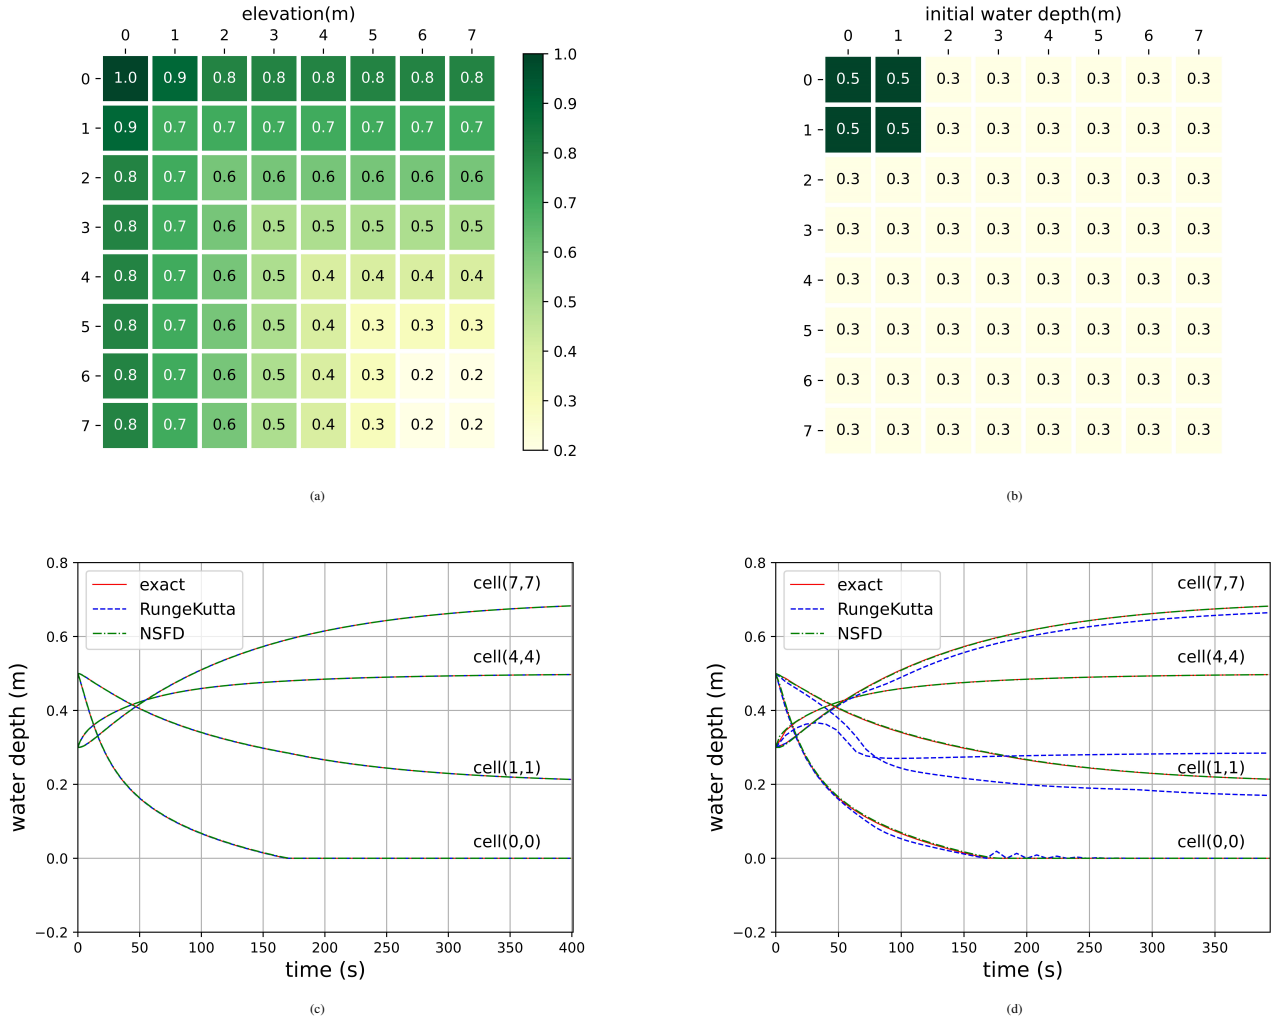 elevation(m)
0 1 2 3 4 5 6 7
0 1.0 0.9 0.8 0.8 0.8 0.8 0.8 0.8
1 0.9 0.7 0.7 0.7 0.7 0.7 0.7 0.7
2 0.8 0.7 0.6 0.6 0.6 0.6 0.6 0.6
3 0.8 0.7 0.6 0.5 0.5 0.5 0.5 0.5
4 0.8 0.7 0.6 0.5 0.4 0.4 0.4 0.4
5 0.8 0.7 0.6 0.5 0.4 0.3 0.3 0.3
6 0.8 0.7 0.6 0.5 0.4 0.3 0.2 0.2
7 0.8 0.7 0.6 0.5 0.4 0.3 0.2 0.2
1.0
0.9
0.8
0.7
0.6
0.5
0.4
0.3
0.2
(a)
initial water depth(m)
0 1 2 3 4 5 6 7
0 0.5 0.5 0.3 0.3 0.3 0.3 0.3 0.3
1 0.5 0.5 0.3 0.3 0.3 0.3 0.3 0.3
2 0.3 0.3 0.3 0.3 0.3 0.3 0.3 0.3
3 0.3 0.3 0.3 0.3 0.3 0.3 0.3 0.3
4 0.3 0.3 0.3 0.3 0.3 0.3 0.3 0.3
5 0.3 0.3 0.3 0.3 0.3 0.3 0.3 0.3
6 0.3 0.3 0.3 0.3 0.3 0.3 0.3 0.3
7 0.3 0.3 0.3 0.3 0.3 0.3 0.3 0.3
(b)
water depth (m)
0.8
0.6
0.4
0.2
0.0
−0.2
exact
RungeKutta
NSFD
cell(7,7)
cell(4,4)
cell(1,1)
cell(0,0)
0 50 100 150 200 250 300 350 400
time (s)
(c)
water depth (m)
0.8
0.6
0.4
0.2
0.0
−0.2
exact
RungeKutta
NSFD
cell(7,7)
cell(4,4)
cell(1,1)
cell(0,0)
0 50 100 150 200 250 300 350
time (s)
(d)